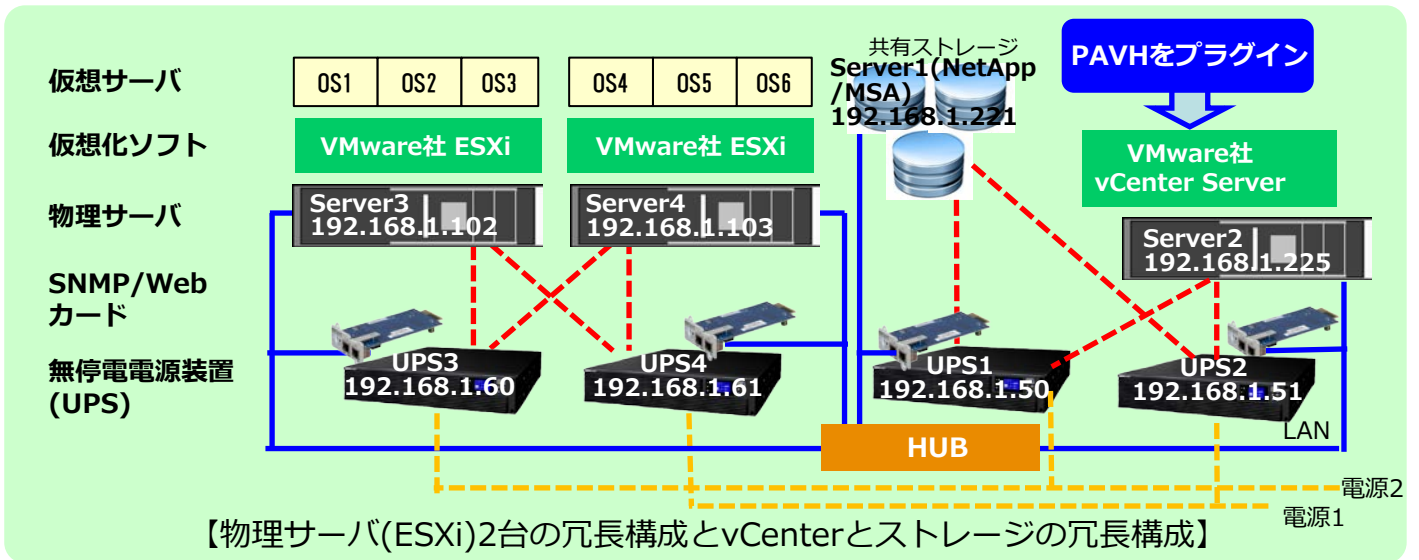 共有ストレージ
Server1(NetApp
/MSA)
192.168.1.221
PAVHをプラグイン
仮想サーバ
OS1
OS2
OS3
OS4
OS5
OS6
仮想化ソフト
VMware社 ESXi
VMware社 ESXi
VMware社
vCenter Server
物理サーバ
Server3
192.168.1.102
Server4
192.168.1.103
Server2
192.168.1.225
SNMP/Web
カード
無停電電源装置
(UPS)
UPS3
192.168.1.60
UPS4
192.168.1.61
UPS1
192.168.1.50
UPS2
192.168.1.51
LAN
HUB
電源2
電源1
【物理サーバ(ESXi)2台の冗長構成とvCenterとストレージの冗長構成】